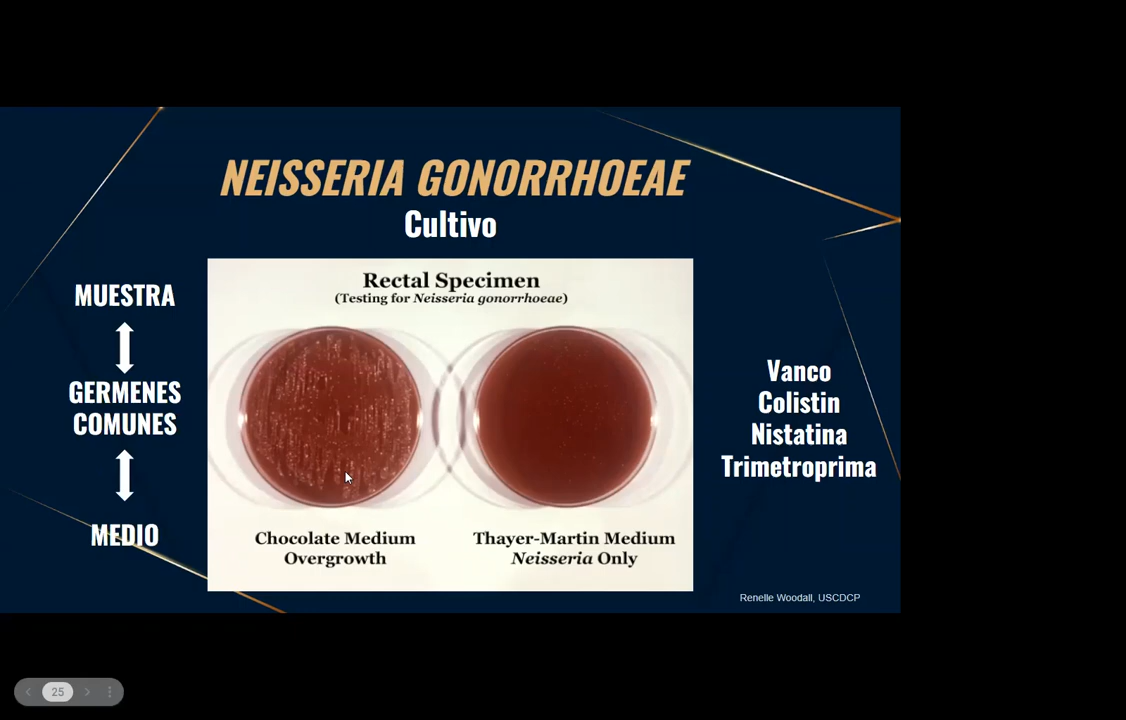 NEISSERIA GONORRHOEAE
Cultivo
MUESTRA
GERMENES
COMUNES
MEDIO
Rectal Specimen
(Testing for Neisseria gonorrhoeae)
Chocolate Medium
Overgrowth
Thayer-Martin Medium
Neisseria Only
Vanco
Colistin
Nistatina
Trimetroprima
Renelle Woodall, USCDCP
25